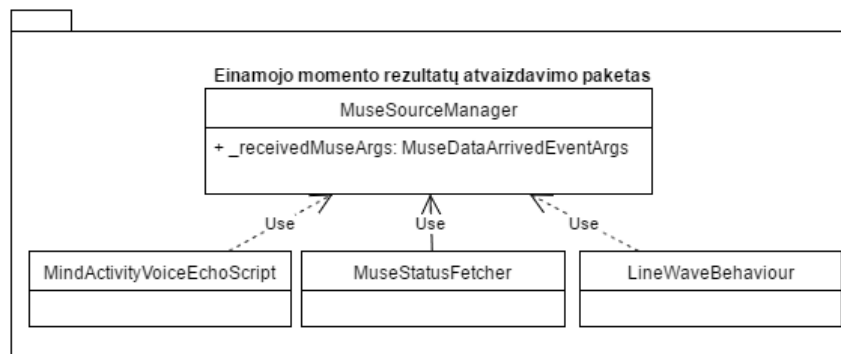 Einamojo momento rezultatų atvaizdavimo paketas
MuseSourceManager
+ _receivedMuseArgs: MuseDataArrivedEventArgs
Use
Use
Use
MindActivityVoiceEchoScript
MuseStatusFetcher
LineWaveBehaviour